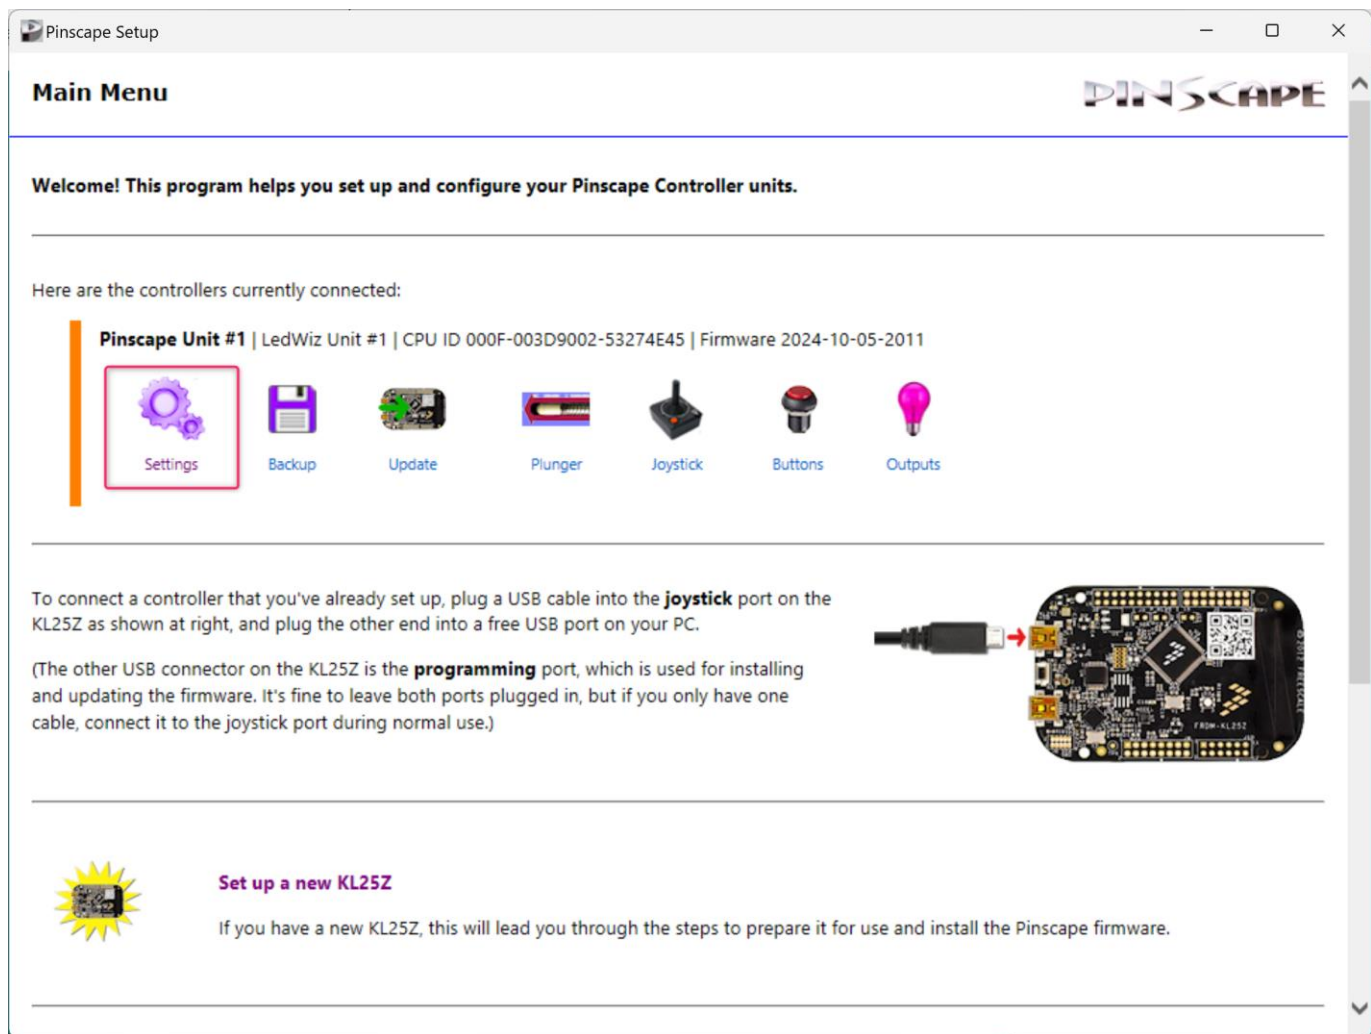 Pinscape Setup
Main Menu
PINSCAPE
Welcome! This program helps you set up and configure your Pinscape Controller units.
Here are the controllers currently connected:
Pinscape Unit #1 | LedWiz Unit #1 | CPU ID 000F-003D9002-53274E45 | Firmware 2024-10-05-2011
Settings Backup Update Plunger Joystick Buttons Outputs
To connect a controller that you've already set up, plug a USB cable into the joystick port on the
KL25Z as shown at right, and plug the other end into a free USB port on your PC.
(The other USB connector on the KL25Z is the programming port, which is used for installing
and updating the firmware. It's fine to leave both ports plugged in, but if you only have one
cable, connect it to the joystick port during normal use.)
©2012 FREESCALE
FRDM-KL25Z
Set up a new KL25Z
If you have a new KL25Z, this will lead you through the steps to prepare it for use and install the Pinscape firmware.